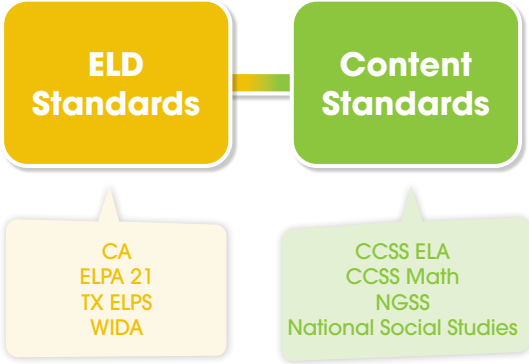 ELD
Standards
Content
Standards
CA
ELPA 21
TX ELPS
WIDA
CCSS ELA
CCSS Math
NGSS
National Social Studies